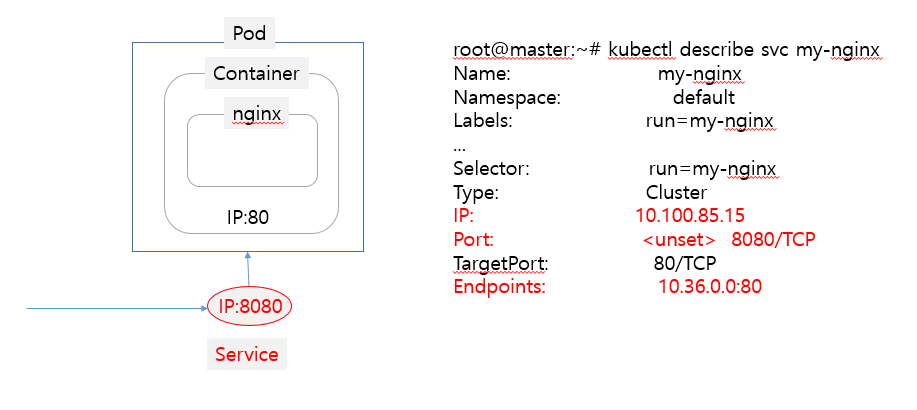 Pod
Container
nginx
IP:80
IP:8080
Service
root@master:~# kubectl describe svc my-nginx
Name: my-nginx
Namespace: default
Labels: run=my-nginx
...
Selector: run=my-nginx
Type: Cluster
IP: 10.100.85.15
Port: <unset> 8080/TCP
TargetPort: 80/TCP
Endpoints: 10.36.0.0:80